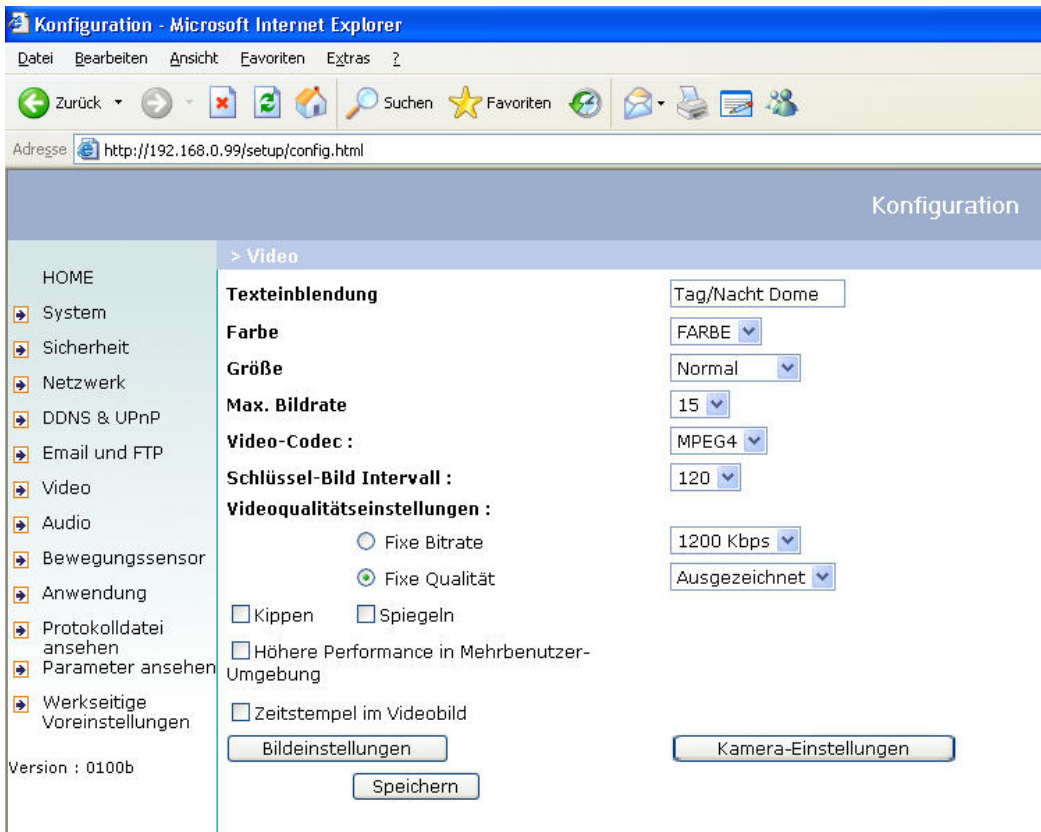 Konfiguration - Microsoft Internet Explorer
Datei Bearbeiten Ansicht Favoriten Extras ?
Zurück Suchen Favoriten
Adresse http://192.168.0.99/setup/config.html
Konfiguration
HOME
System
Sicherheit
Netzwerk
DDNS & UPnP
Email und FTP
Video
Audio
Bewegungssensor
Anwendung
Protokolldatei
ansehen
Parameter ansehen
Werkseitige
Voreinstellungen
Version : 0100b
> Video
Texteinblendung Tag/Nacht Dome
Farbe FARBE
Größe Normal
Max. Bildrate 15
Video-Codec : MPEG4
Schlüssel-Bild Intervall : 120
Videoqualitätseinstellungen :
Fixe Bitrate 1200 Kbps
Fixe Qualität Ausgezeichnet
Kippen Spiegeln
Höhere Performance in Mehrbenutzer-
Umgebung
Zeitstempel im Videobild
Bildeinstellungen Kamera-Einstellungen
Speichern